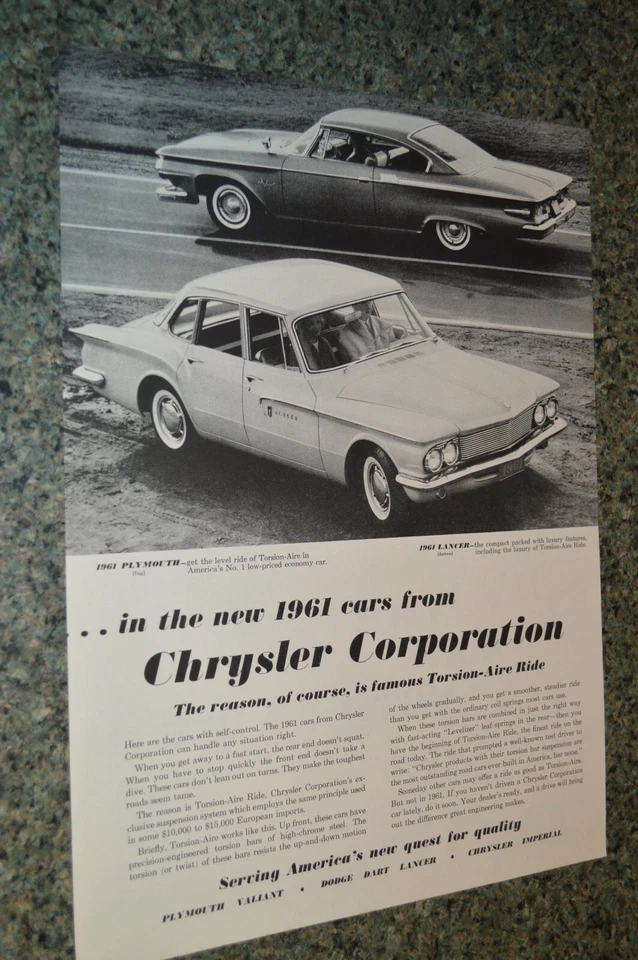 LANCER
1961 PLYMOUTH—get the level ride of Torsion-Aire in
(top) America's No. 1 low-priced economy car.
1961 LANCER—the compact packed with luxury features,
including the luxury of Torsion-Aire Ride.
. . . in the new 1961 cars from
Chrysler Corporation
The reason, of course, is famous Torsion-Aire Ride
Here are the cars with self-control. The 1961 cars from Chrysler
Corporation can handle any situation right.
When you get away to a fast start, the rear end doesn't squat.
When you have to stop quickly the front end doesn't take a
dive. These cars don't lean out on turns. They make the toughest
roads seem tame.
The reason is Torsion-Aire Ride, Chrysler Corporation's ex-
clusive suspension system which employs the same principle used
in some $10,000 to $15,000 European imports.
Briefly, Torsion-Aire works like this. Up front, these cars have
precision-engineered torsion bars of high-chrome steel. The
torsion (or twist) of these bars resists the up-and-down motion
of the wheels gradually, and you get a smoother, steadier ride
than you get with the ordinary coil springs most cars use.
When these torsion bars are combined in just the right way
with fast-acting "Levelizer" leaf springs in the rear—then you
have the beginning of Torsion-Aire Ride, the finest ride on the
road today. The ride that prompted a well-known test driver to
write: "Chrysler products with their torsion bar suspension are
the most outstanding road cars ever built in America, bar none."
Someday other cars may offer a ride as good as Torsion-Aire.
But not in 1961. If you haven't driven a Chrysler Corporation
car lately, do it soon. Your dealer's ready, and a drive will bring
out the difference great engineering makes.
Serving America's new quest for quality
PLYMOUTH VALIANT • DODGE DART LANCER • CHRYSLER IMPERIAL